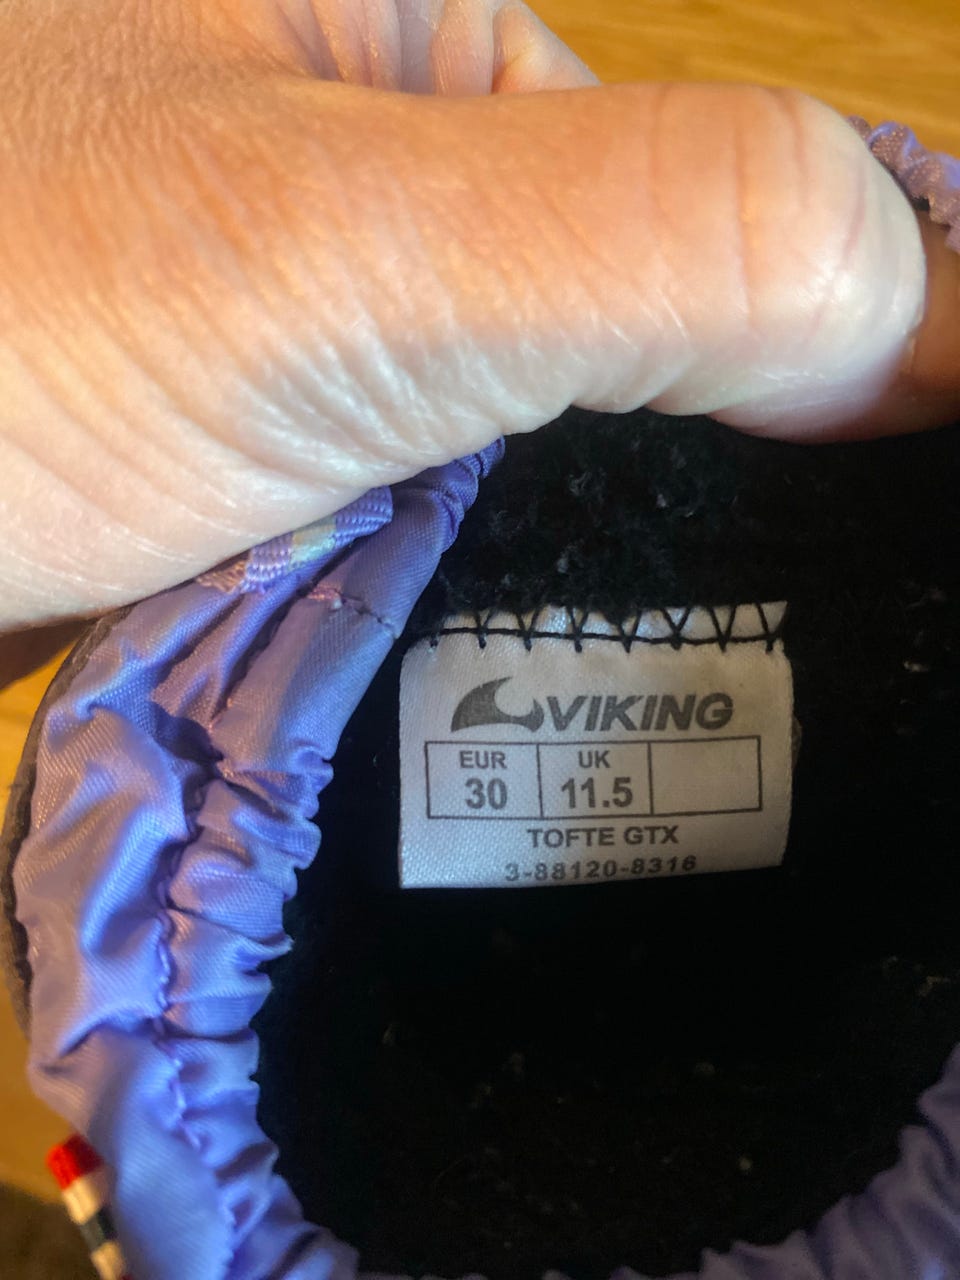 VIKING
EUR UK
30 11.5
TOFTE GTX
3-88120-8316